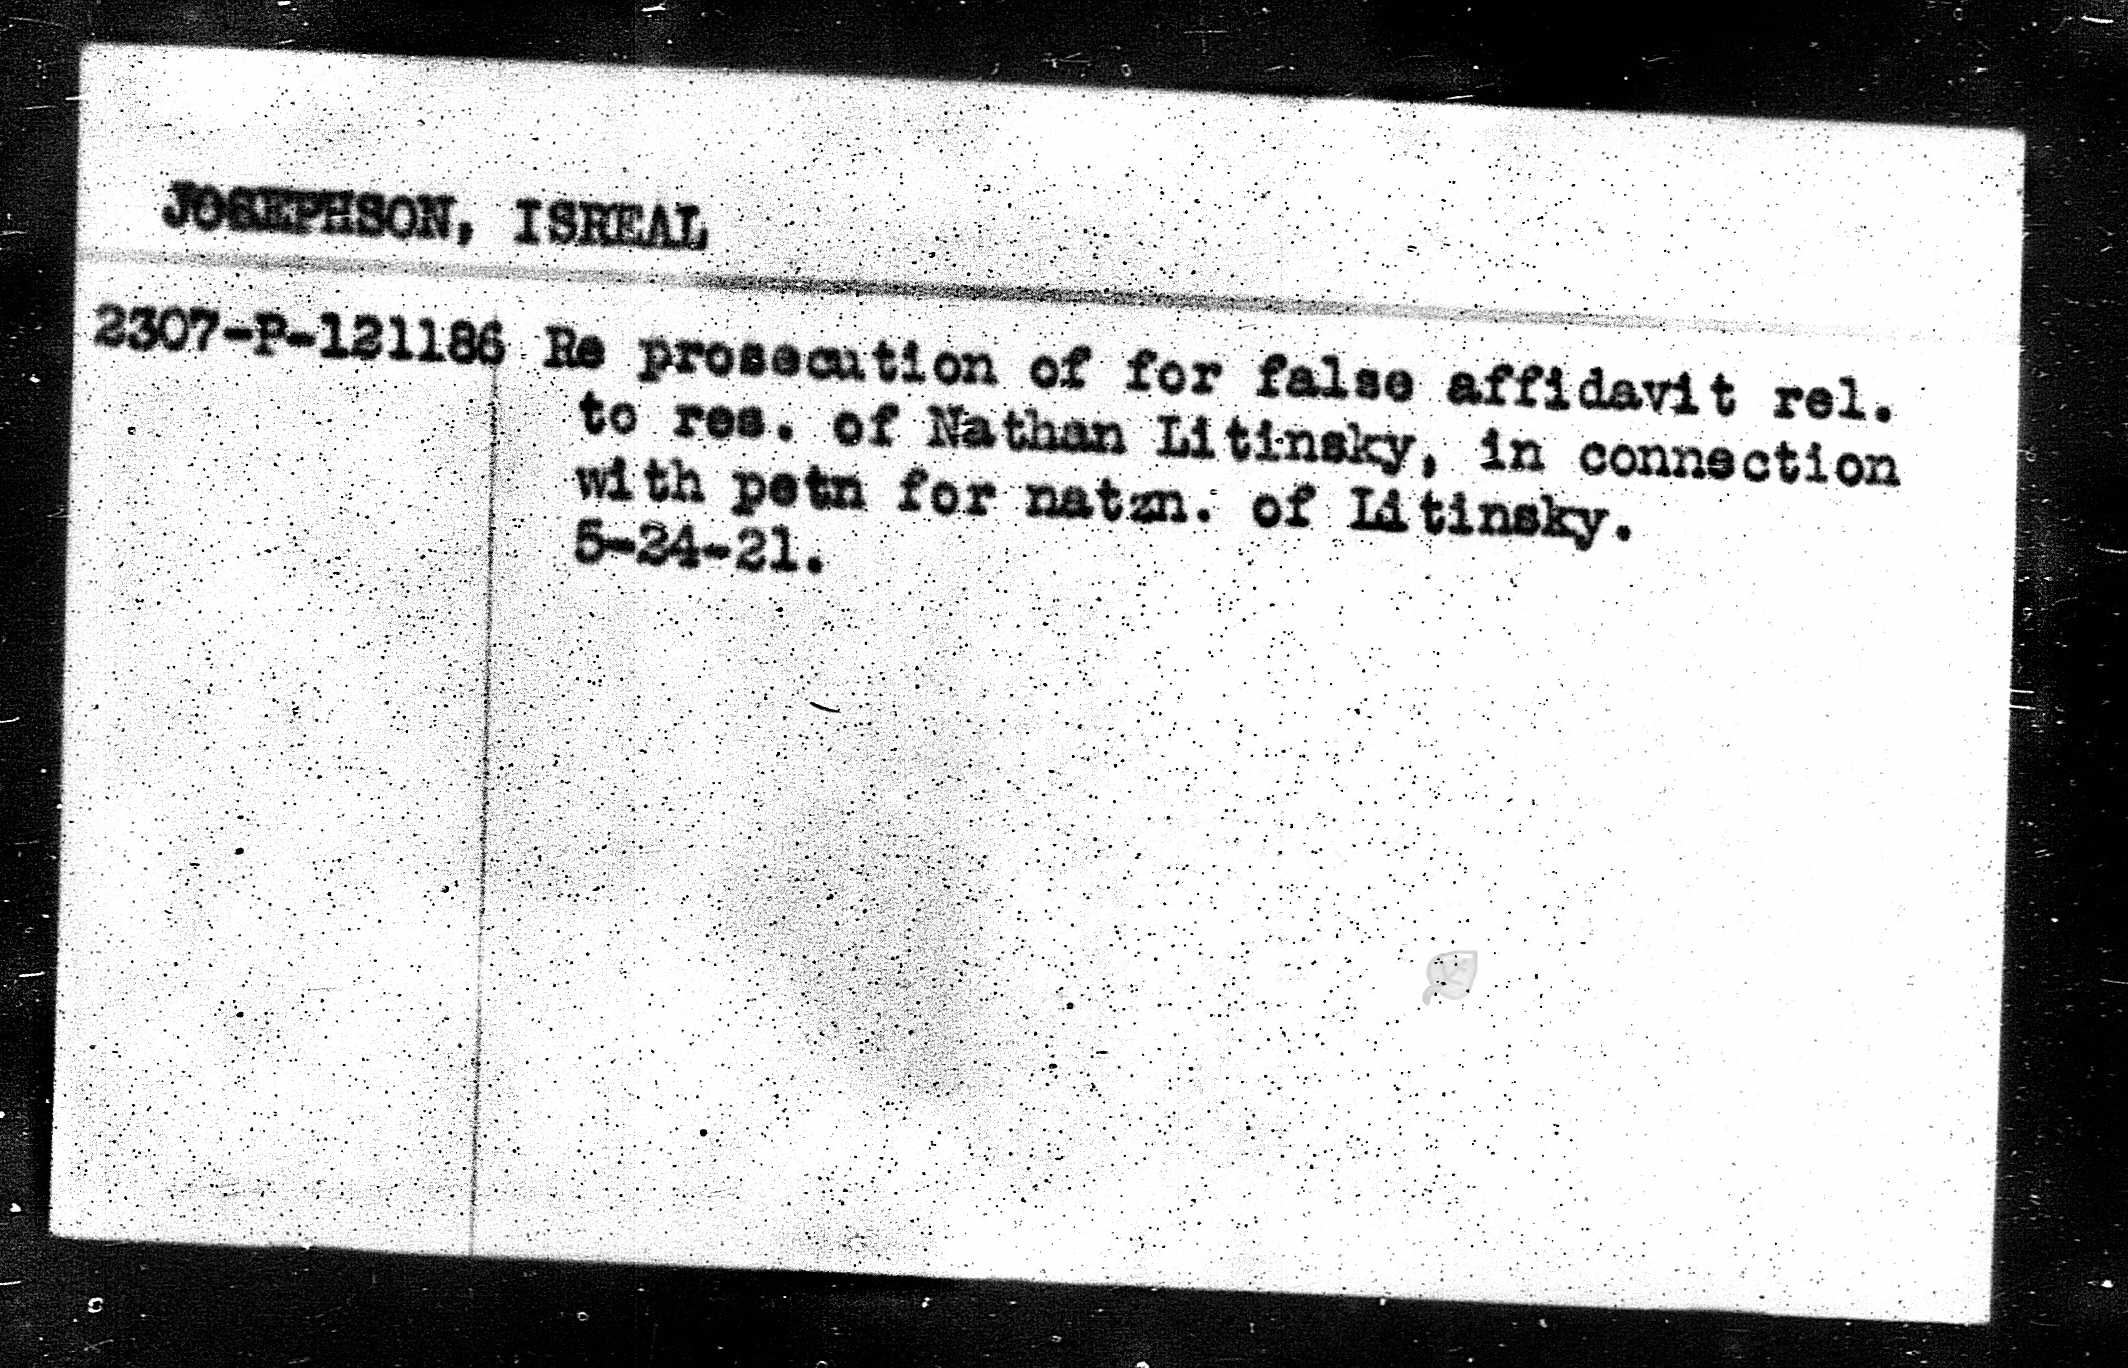 JOSEPHSON, ISREAL
2307-P-121186 Re prosecution of for false affidavit rel.
to res. of Nathan Litinsky, in connection
with petn for natzn. of Litinsky.
5-24-21.